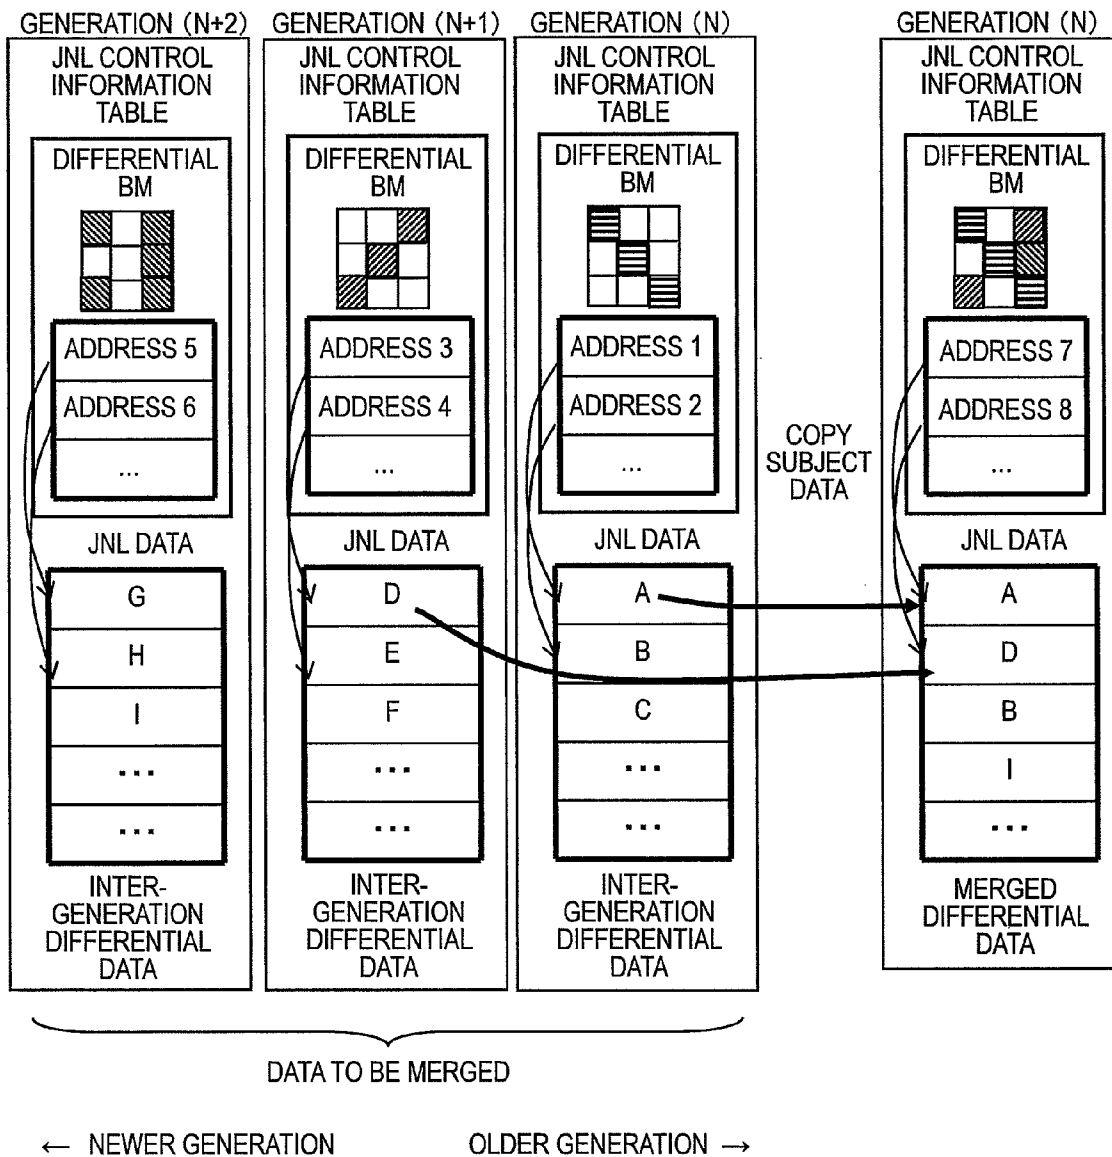 GENERATION (N+2)
JNL CONTROL
INFORMATION
TABLE
DIFFERENTIAL
BM
ADDRESS 5
ADDRESS 6
...
JNL DATA
G
H
I
...
...
INTER-
GENERATION
DIFFERENTIAL
DATA
GENERATION (N+1)
JNL CONTROL
INFORMATION
TABLE
DIFFERENTIAL
BM
ADDRESS 3
ADDRESS 4
...
JNL DATA
D
E
F
...
...
INTER-
GENERATION
DIFFERENTIAL
DATA
GENERATION (N)
JNL CONTROL
INFORMATION
TABLE
DIFFERENTIAL
BM
ADDRESS 1
ADDRESS 2
...
JNL DATA
A
B
C
...
...
INTER-
GENERATION
DIFFERENTIAL
DATA
COPY
SUBJECT
DATA
GENERATION (N)
JNL CONTROL
INFORMATION
TABLE
DIFFERENTIAL
BM
ADDRESS 7
ADDRESS 8
...
JNL DATA
A
D
B
I
...
MERGED
DIFFERENTIAL
DATA
DATA TO BE MERGED
← NEWER GENERATION
OLDER GENERATION →